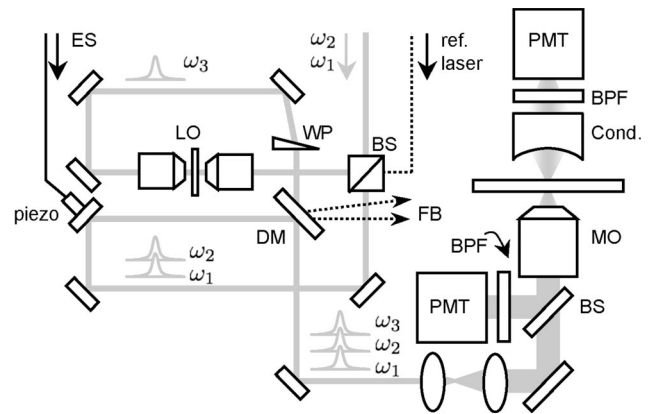 ES
ω₃
ω₂
ω₁
ref.
laser
PMT
BPF
Cond.
LO
WP
BS
piezo
DM
FB
MO
BPF
ω₂
ω₁
PMT
BS
ω₃
ω₂
ω₁